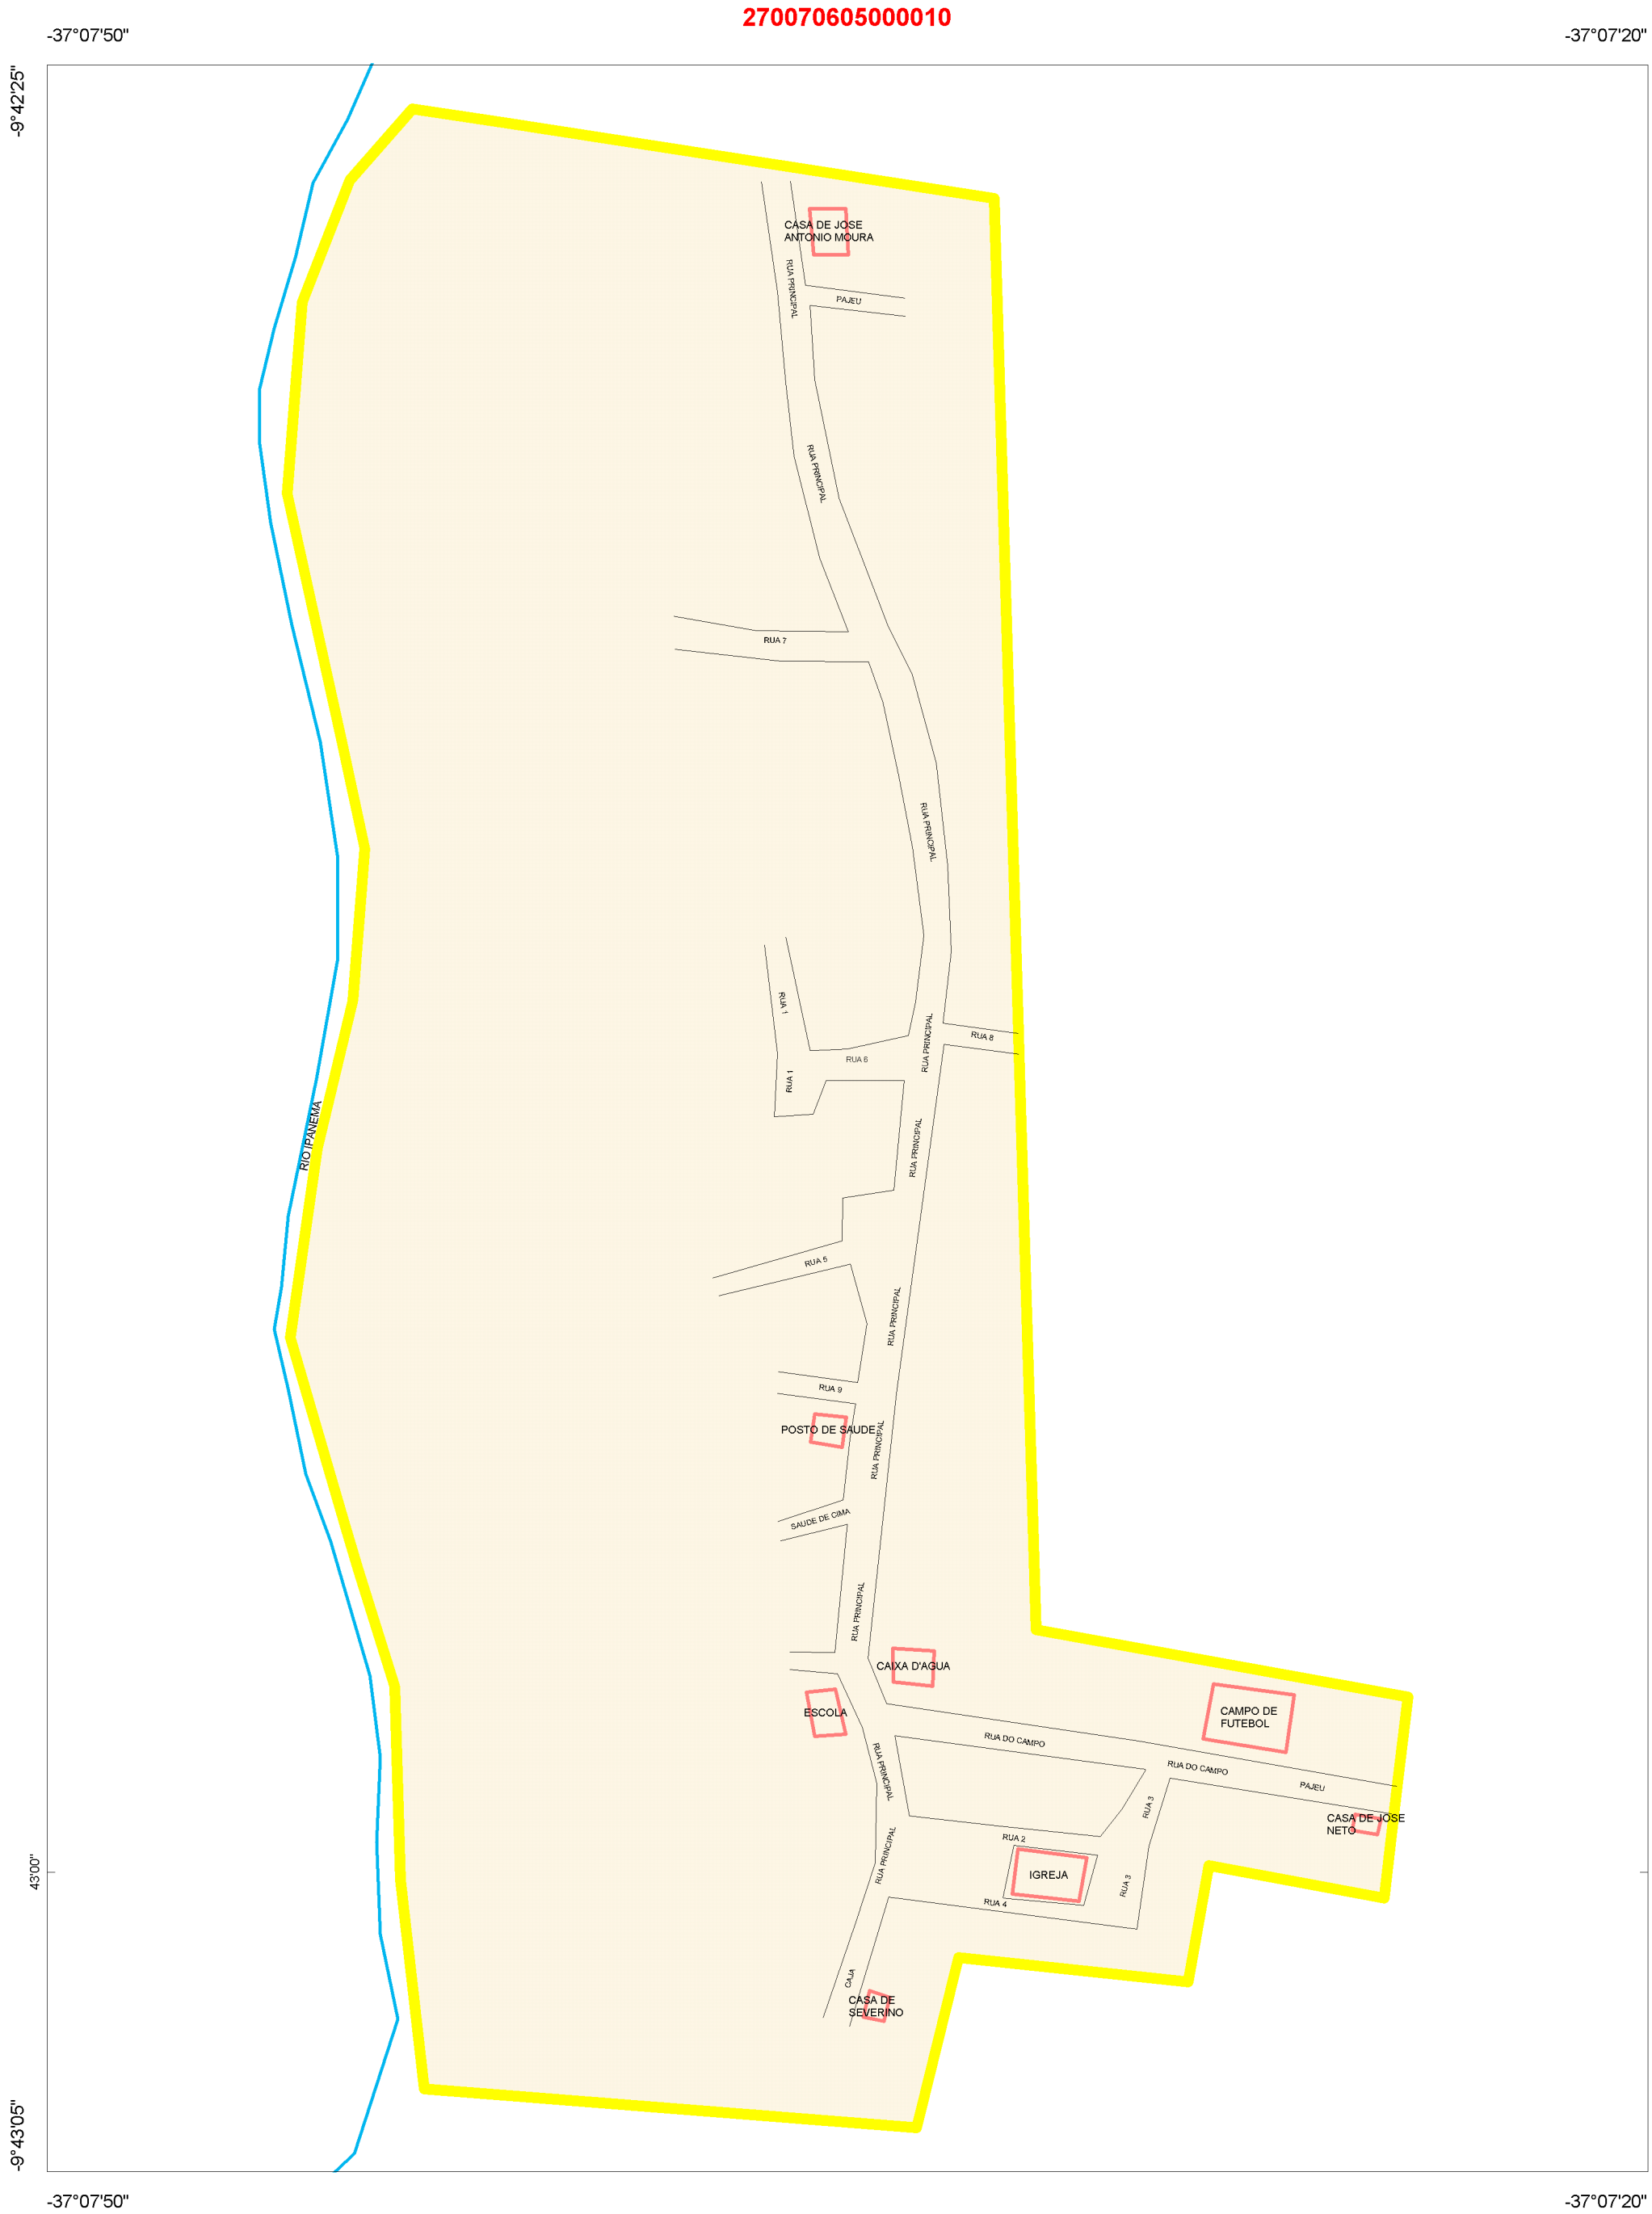 270070605000010
-37°07'50"
-37°07'20"
-9°42'25"
CASA DE JOSE
ANTONIO MOURA
RUA PRINCIPAL
PAJEU
RUA PRINCIPAL
RUA 7
RUA PRINCIPAL
RUA 1
RUA PRINCIPAL
RUA 8
RUA 6
RUA 1
RIO IPANEMA
RUA PRINCIPAL
RUA 5
RUA PRINCIPAL
RUA 9
POSTO DE SAUDE
RUA PRINCIPAL
SAUDE DE CIMA
RUA PRINCIPAL
CAIXA D'AGUA
ESCOLA
CAMPO DE
FUTEBOL
RUA DO CAMPO
RUA DO CAMPO
RUA PRINCIPAL
PAJEU
RUA 3
CASA DE JOSE
NETO
RUA 2
RUA PRINCIPAL
IGREJA
43'00"
RUA 3
RUA 4
CAJA
CASA DE
SEVERINO
-9°43'05"
-37°07'50"
-37°07'20"